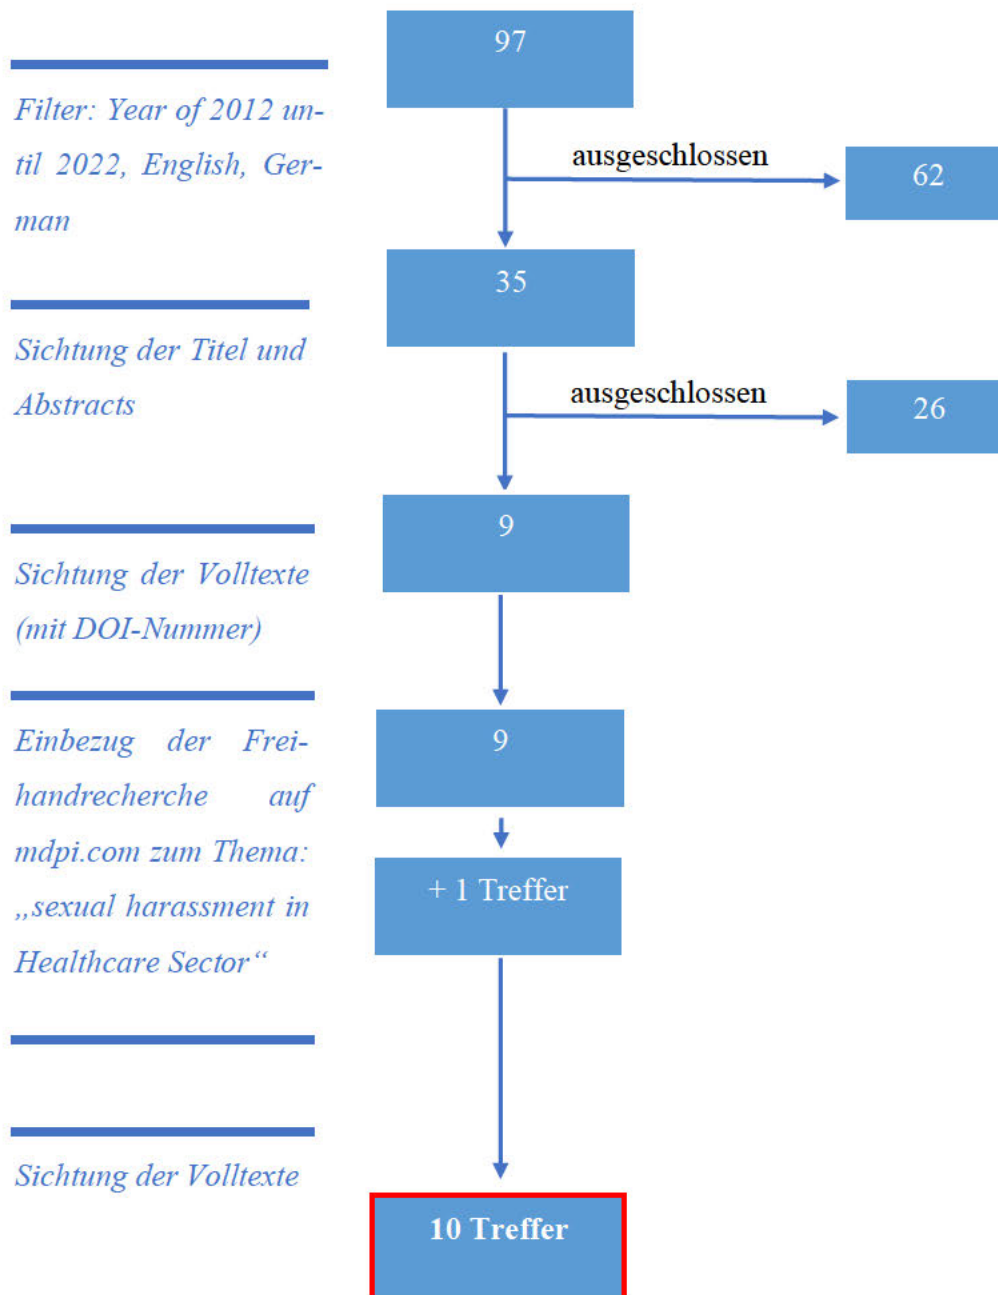 97
Filter: Year of 2012 un-
til 2022, English, Ger-
man
ausgeschlossen
62
35
Sichtung der Titel und
Abstracts
ausgeschlossen
26
9
Sichtung der Volltexte
(mit DOI-Nummer)
9
Einbezug der Frei-
handrecherche auf
mdpi.com zum Thema:
„sexual harassment in
Healthcare Sector“
+ 1 Treffer
Sichtung der Volltexte
10 Treffer